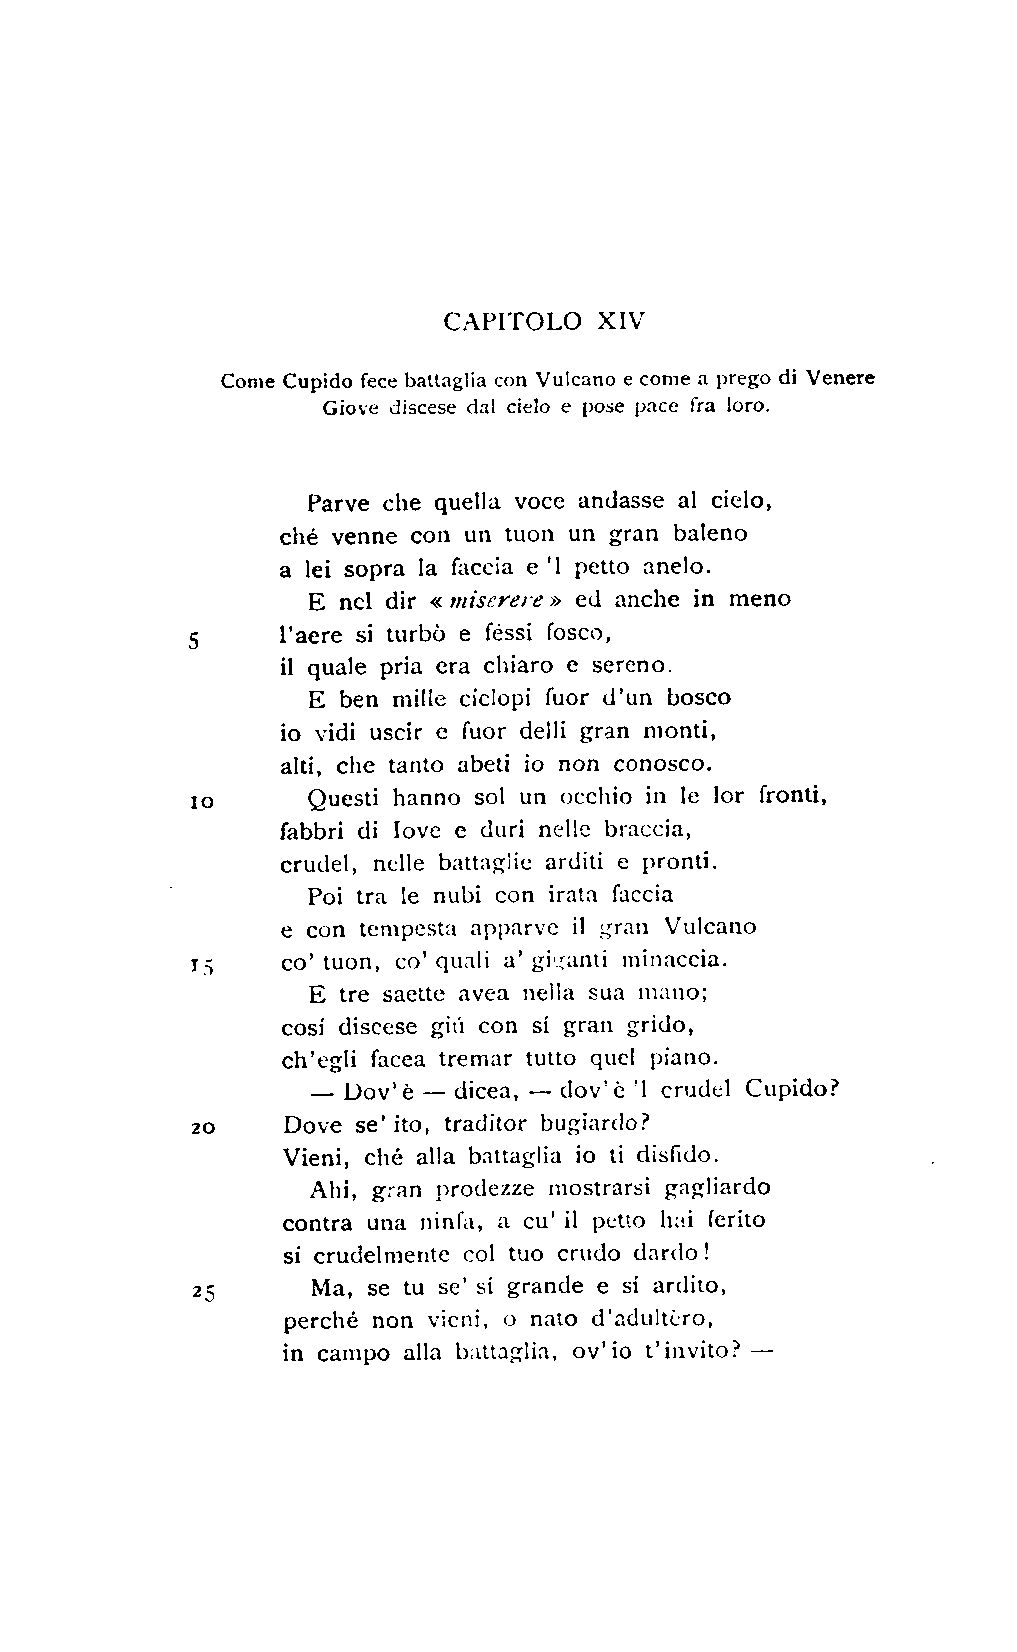 CAPITOLO XIV
Come Cupido fece battaglia con Vulcano e come a prego di Venere
Giove discese dal cielo e pose pace fra loro.
Parve che quella voce andasse al cielo,
ché venne con un tuon un gran baleno
a lei sopra la faccia e 'l petto anelo.
E nel dir « miserere » ed anche in meno
5 l'aere si turbò e féssi fosco,
il quale pria era chiaro e sereno.
E ben mille ciclopi fuor d'un bosco
io vidi uscir e fuor delli gran monti,
alti, che tanto abeti io non conosco.
10 Questi hanno sol un occhio in le lor fronti,
fabbri di Iove e duri nelle braccia,
crudel, nelle battaglie arditi e pronti.
Poi tra le nubi con irata faccia
e con tempesta apparve il gran Vulcano
15 co' tuon, co' quali a' giganti minaccia.
E tre saette avea nella sua mano;
cosí discese giú con sí gran grido,
ch'egli facea tremar tutto quel piano.
— Dov'è — dicea, — dov'è 'l crudel Cupido?
20 Dove se' ito, traditor bugiardo?
Vieni, ché alla battaglia io ti disfido.
Ahi, gran prodezze mostrarsi gagliardo
contra una ninfa, a cu' il petto hai ferito
sí crudelmente col tuo crudo dardo!
25 Ma, se tu se' sí grande e sí ardito,
perché non vieni, o nato d'adultèro,
in campo alla battaglia, ov'io t'invito? —